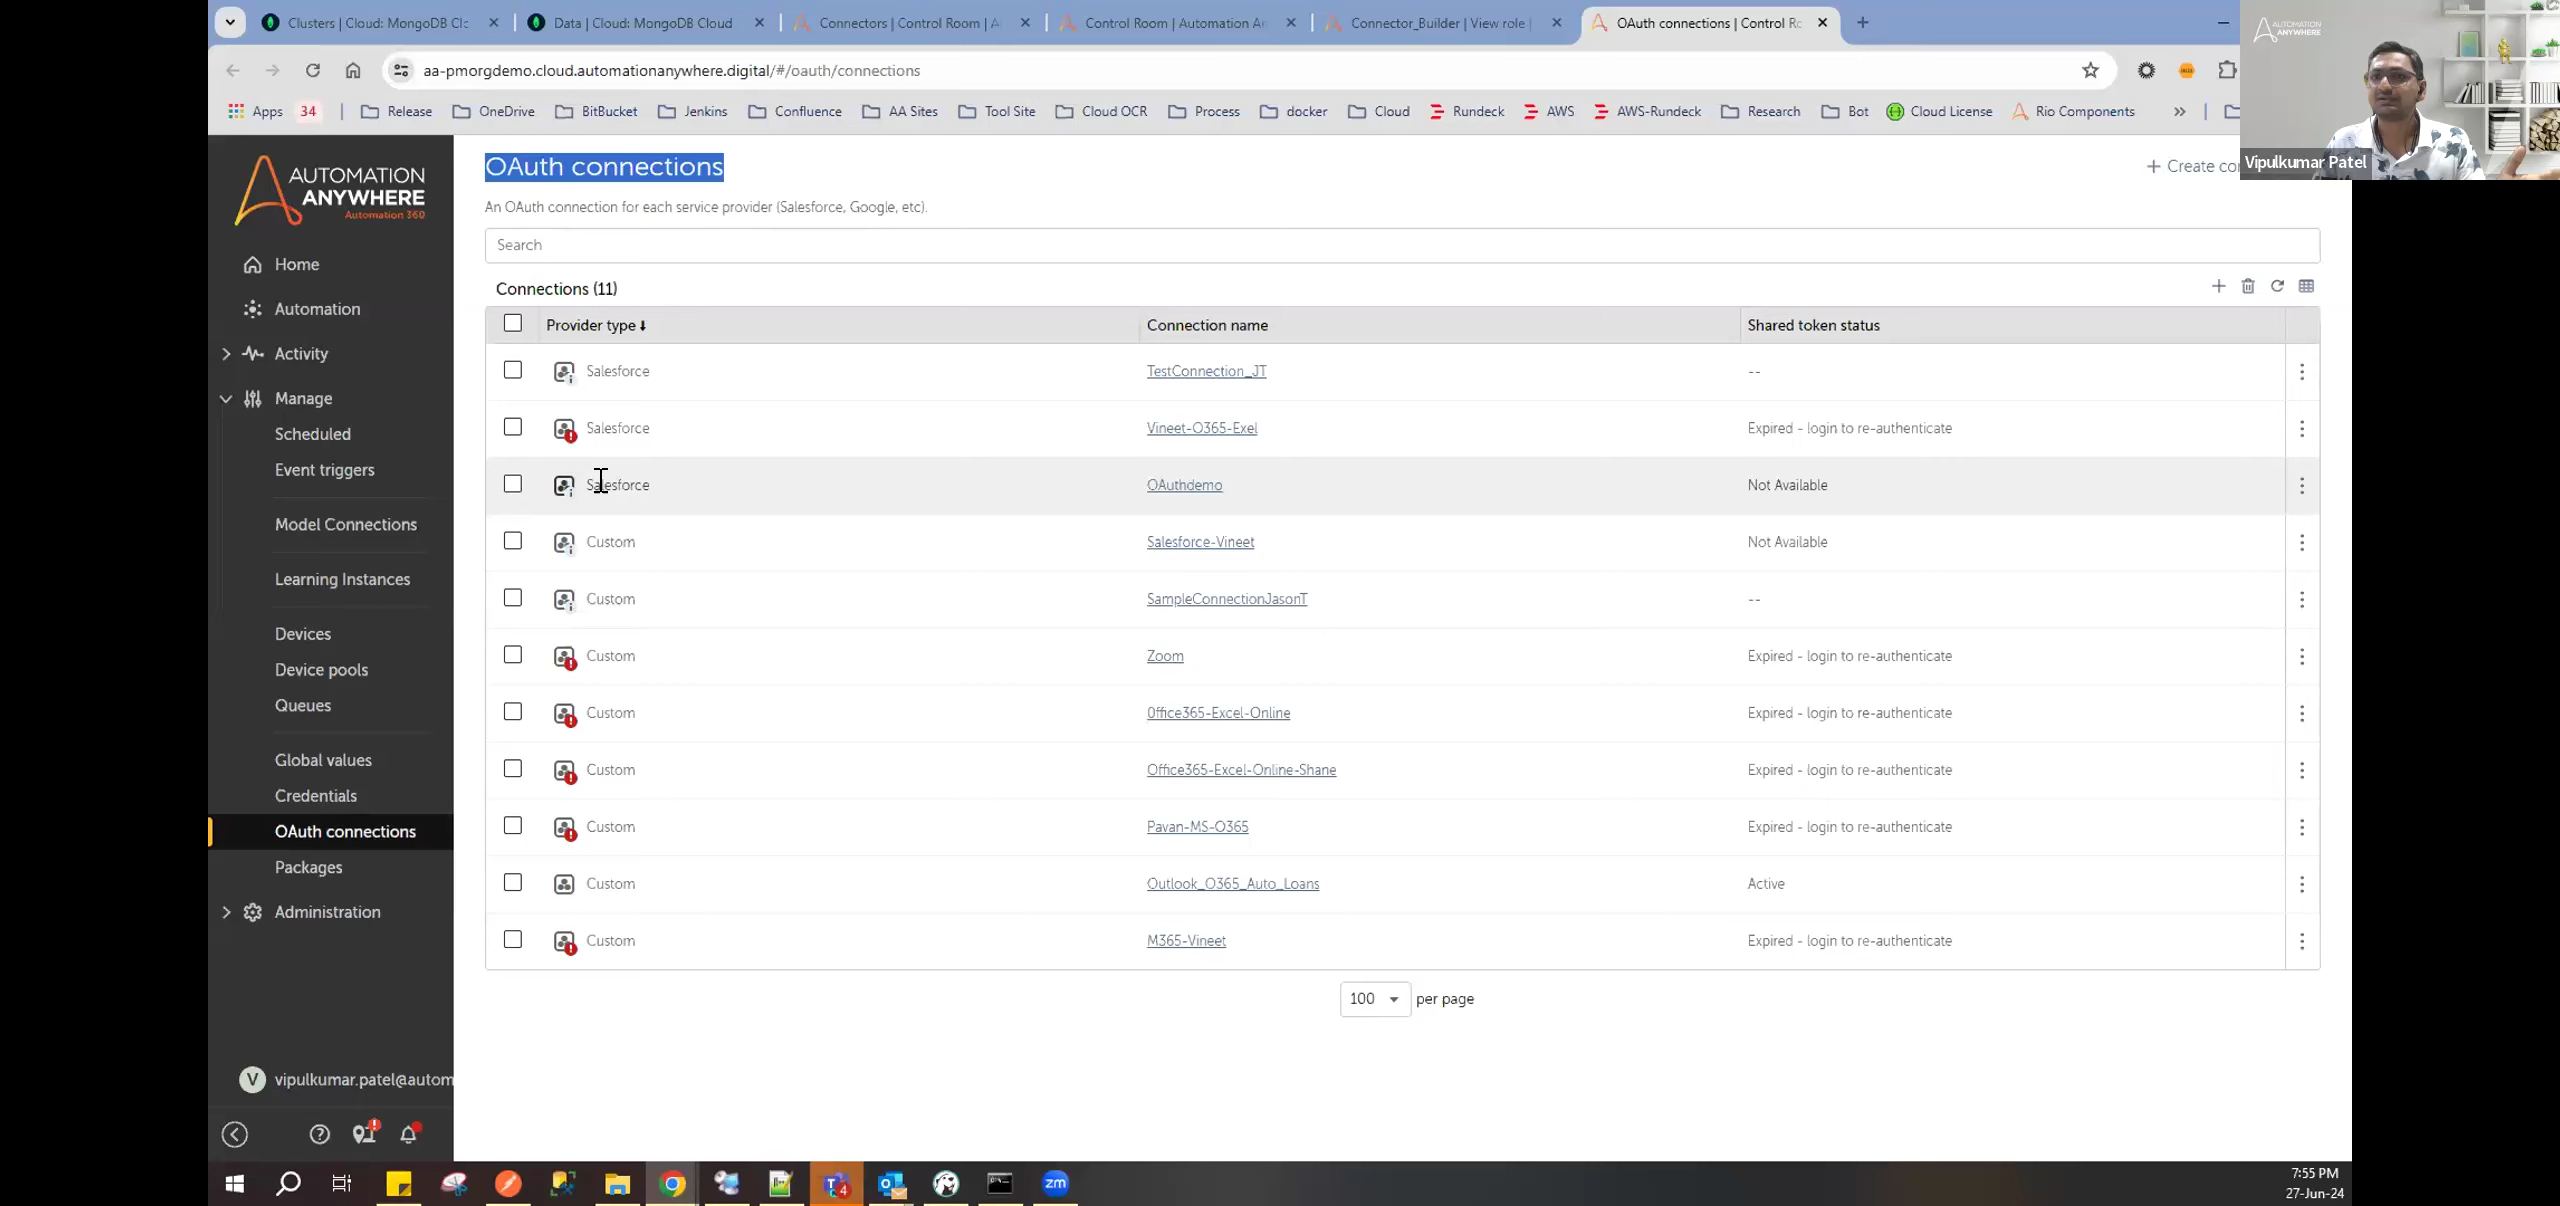 Clusters | Cloud: MongoDB Clc
Data | Cloud: MongoDB Cloud
Connectors | Control Room | A
Control Room | Automation An
Connector_Builder | View role |
OAuth connections | Control Ro
aa-pmorgdemo.cloud.automationanywhere.digital/#/oauth/connections
Apps 34 | Release OneDrive BitBucket Jenkins Confluence AA Sites Tool Site Cloud OCR Process docker Cloud Rundeck AWS AWS-Rundeck Research Bot Cloud License Rio Components »
AUTOMATION
ANYWHERE
Vipulkumar Patel
AUTOMATION
ANYWHERE
Automation 360
Home
Automation
Activity
Manage
Scheduled
Event triggers
Model Connections
Learning Instances
Devices
Device pools
Queues
Global values
Credentials
OAuth connections
Packages
Administration
V vipulkumar.patel@autom
OAuth connections
+ Create co
An OAuth connection for each service provider (Salesforce, Google, etc).
Search
Connections (11)
Provider type Connection name Shared token status
Salesforce TestConnection_JT --
Salesforce Vineet-O365-Exel Expired - login to re-authenticate
Salesforce OAuthdemo Not Available
Custom Salesforce-Vineet Not Available
Custom SampleConnectionJasonT --
Custom Zoom Expired - login to re-authenticate
Custom Office365-Excel-Online Expired - login to re-authenticate
Custom Office365-Excel-Online-Shane Expired - login to re-authenticate
Custom Pavan-MS-O365 Expired - login to re-authenticate
Custom Outlook_O365_Auto_Loans Active
Custom M365-Vineet Expired - login to re-authenticate
100 per page
4
zm
7:55 PM
27-Jun-24